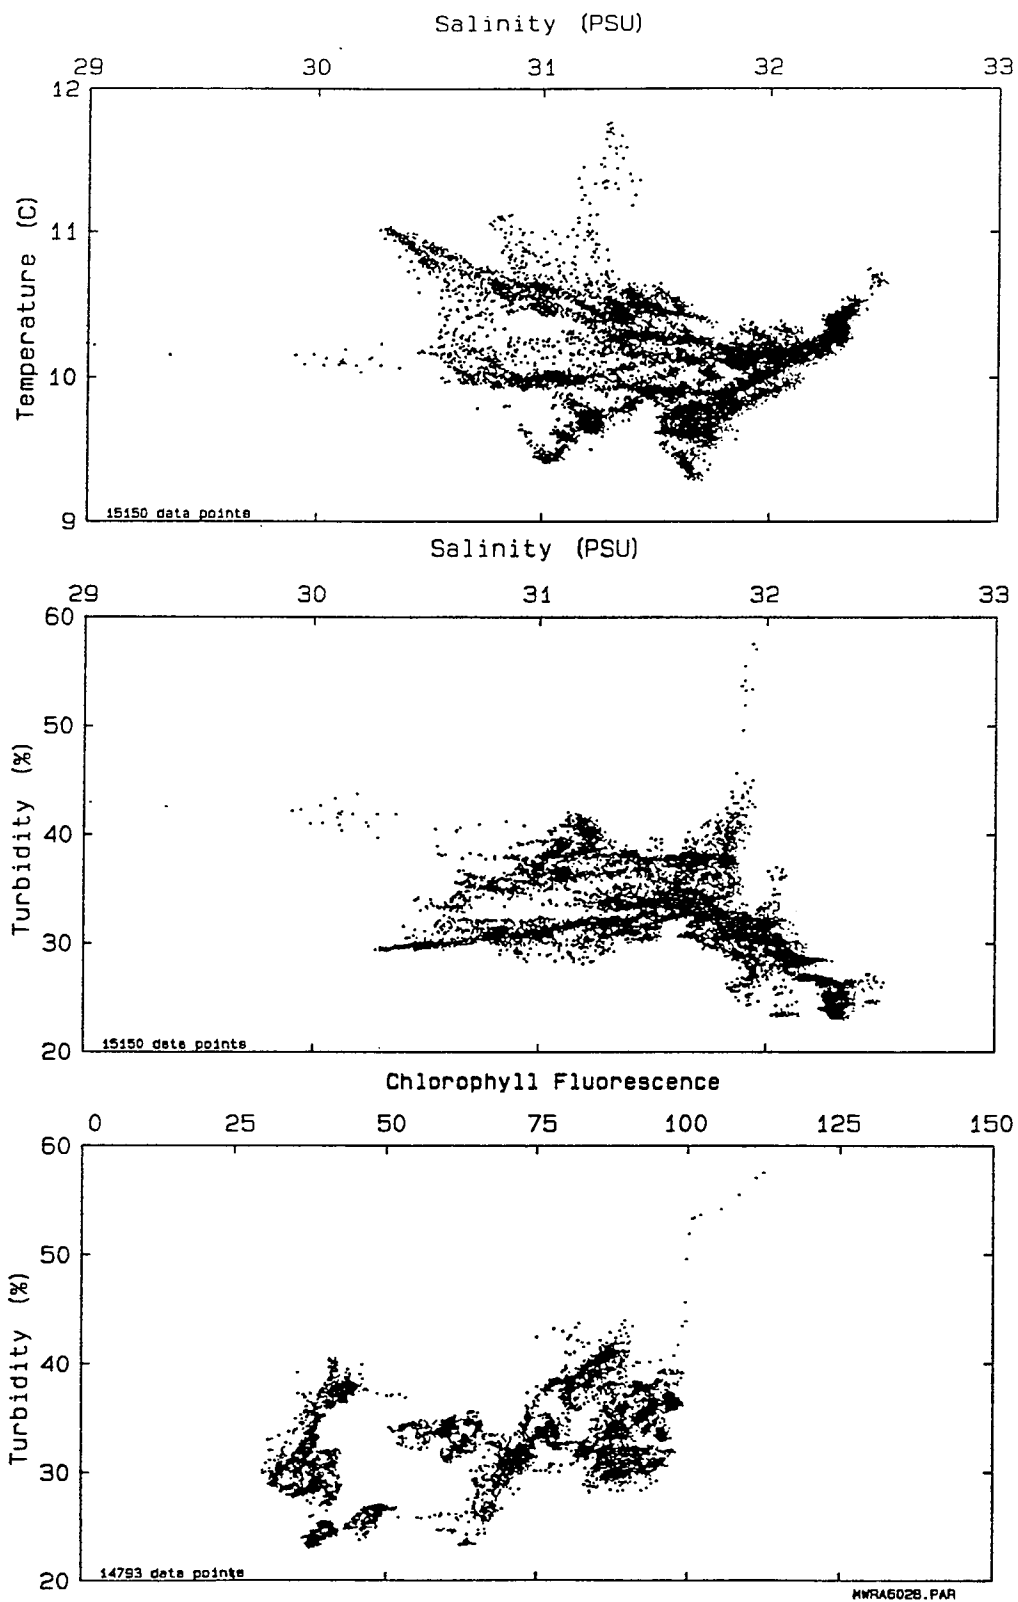 Salinity (PSU)
29 30 31 32 33
12
11
10
9
Temperature (C)
15150 data points
Salinity (PSU)
29 30 31 32 33
60
50
40
30
20
Turbidity (%)
15150 data points
Chlorophyll Fluorescence
0 25 50 75 100 125 150
60
50
40
30
20
Turbidity (%)
14793 data points
MWRA6028.PAR